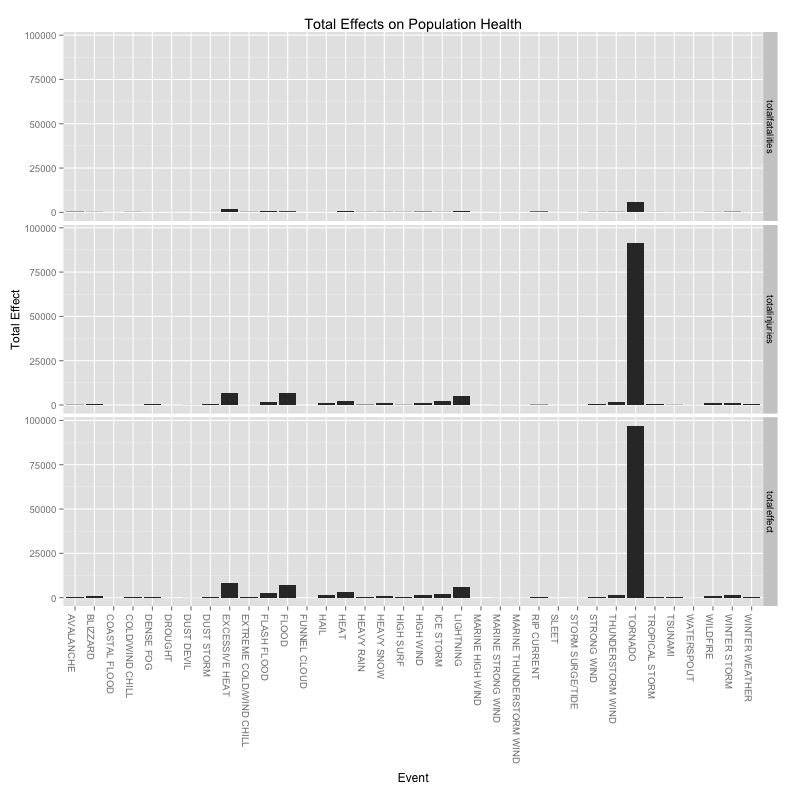 Total Effects on Population Health
Total Effect
100000
75000
50000
25000
0
totalfatalities
100000
75000
50000
25000
0
totalinjuries
100000
75000
50000
25000
0
totaleffect
AVALANCHE
BLIZZARD
COASTAL FLOOD
COLD/WIND CHILL
DENSE FOG
DROUGHT
DUST DEVIL
DUST STORM
EXCESSIVE HEAT
EXTREME COLD/WIND CHILL
FLASH FLOOD
FLOOD
FUNNEL CLOUD
HAIL
HEAT
HEAVY RAIN
HEAVY SNOW
HIGH SURF
HIGH WIND
ICE STORM
LIGHTNING
MARINE HIGH WIND
MARINE STRONG WIND
MARINE THUNDERSTORM WIND
RIP CURRENT
SLEET
STORM SURGE/TIDE
STRONG WIND
THUNDERSTORM WIND
TORNADO
TROPICAL STORM
TSUNAMI
WATERSPOUT
WILDFIRE
WINTER STORM
WINTER WEATHER
Event